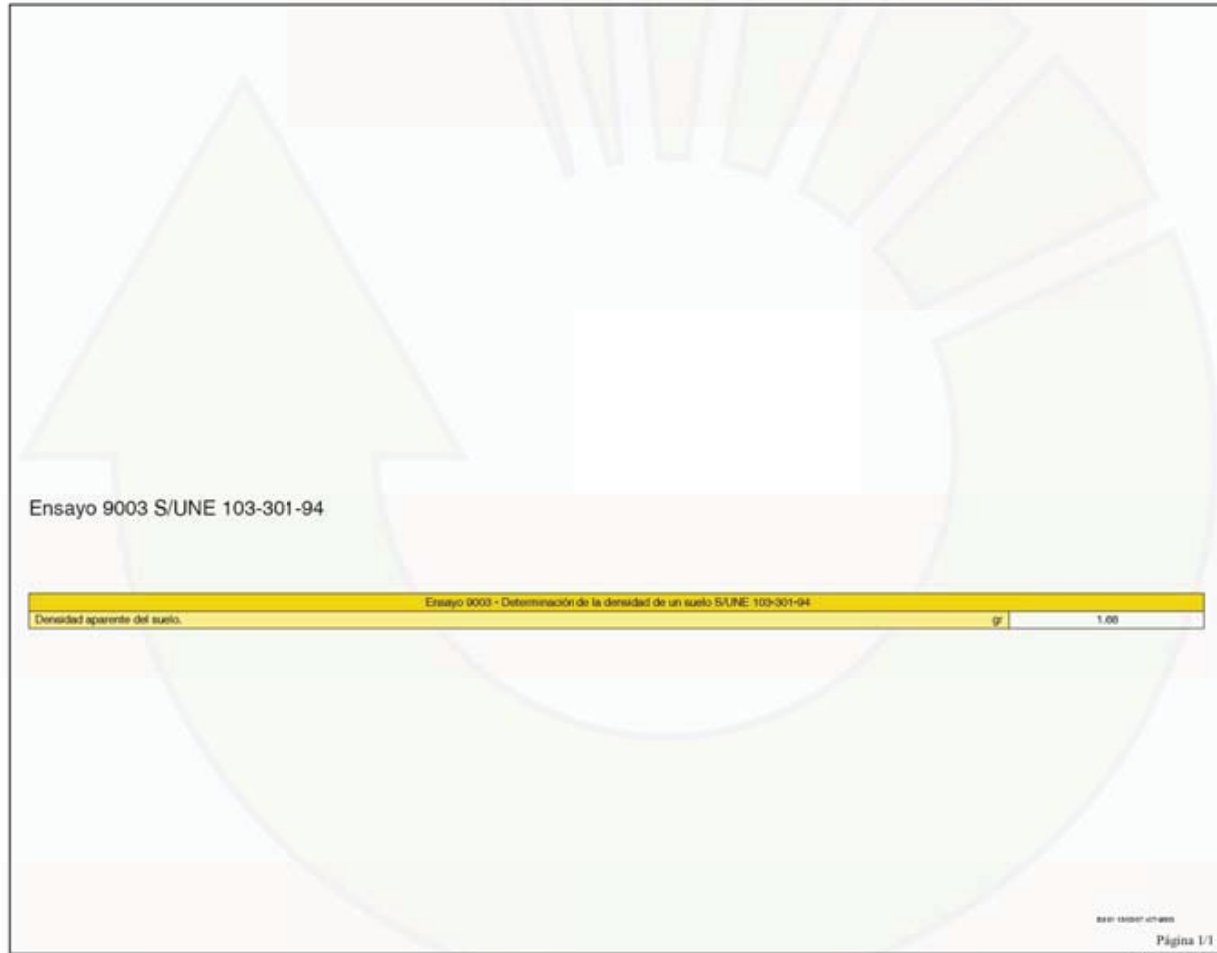 Ensayo 9003 S/UNE 103-301-94
Ensayo 9003 - Determinación de la densidad de un suelo S/UNE 103-301-94
Densidad aparente del suelo. gr 1.68
Página 1/1